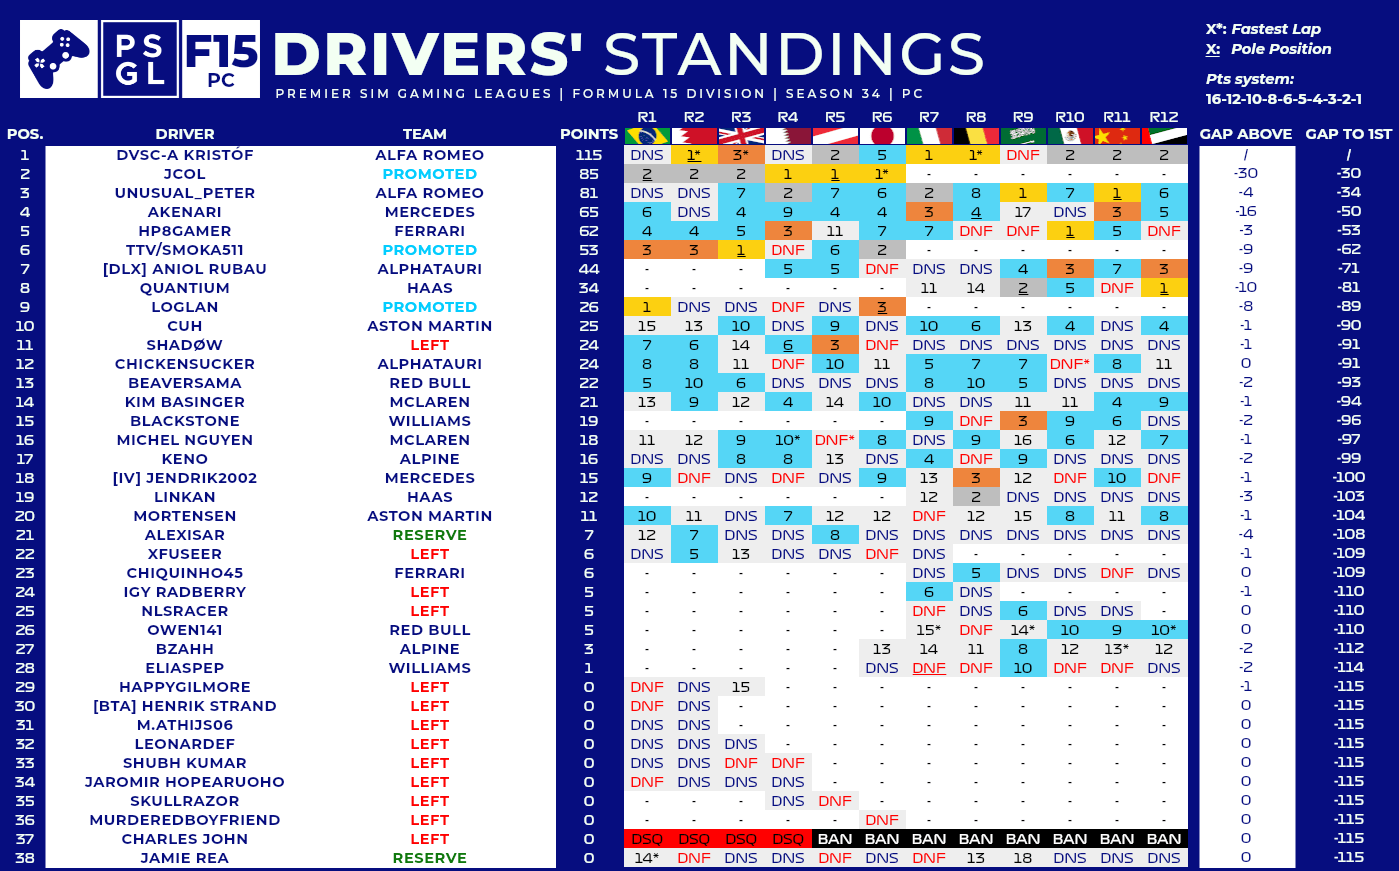 PS
GL
F15
PC
DRIVERS' STANDINGS
PREMIER SIM GAMING LEAGUES | FORMULA 15 DIVISION | SEASON 34 | PC
X*: Fastest Lap
X: Pole Position
Pts system:
16-12-10-8-6-5-4-3-2-1
R1 R2 R3 R4 R5 R6 R7 R8 R9 R10 R11 R12
POS. DRIVER TEAM POINTS GAP ABOVE GAP TO 1ST
1 DVSC-A KRISTÓF ALFA ROMEO 115 DNS 1* 3* DNS 2 5 1 1* DNF 2 2 2 / /
2 JCOL PROMOTED 85 2 2 2 1 1 1* - - - - - - -30 -30
3 UNUSUAL_PETER ALFA ROMEO 81 DNS DNS 7 2 7 6 2 8 1 7 1 6 -4 -34
4 AKENARI MERCEDES 65 6 DNS 4 9 4 4 3 4 17 DNS 3 5 -16 -50
5 HP8GAMER FERRARI 62 4 4 5 3 11 7 7 DNF DNF 1 5 DNF -3 -53
6 TTV/SMOKA511 PROMOTED 53 3 3 1 DNF 6 2 - - - - - - -9 -62
7 [DLX] ANIOL RUBAU ALPHATAURI 44 - - - 5 5 DNF DNS DNS 4 3 7 3 -9 -71
8 QUANTIUM HAAS 34 - - - - - - 11 14 2 5 DNF 1 -10 -81
9 LOGLAN PROMOTED 26 1 DNS DNS DNF DNS 3 - - - - - - -8 -89
10 CUH ASTON MARTIN 25 15 13 10 DNS 9 DNS 10 6 13 4 DNS 4 -1 -90
11 SHADØW LEFT 24 7 6 14 6 3 DNF DNS DNS DNS DNS DNS DNS -1 -91
12 CHICKENSUCKER ALPHATAURI 24 8 8 11 DNF 10 11 5 7 7 DNF* 8 11 0 -91
13 BEAVERSAMA RED BULL 22 5 10 6 DNS DNS DNS 8 10 5 DNS DNS DNS -2 -93
14 KIM BASINGER MCLAREN 21 13 9 12 4 14 10 DNS DNS 11 11 4 9 -1 -94
15 BLACKSTONE WILLIAMS 19 - - - - - - 9 DNF 3 9 6 DNS -2 -96
16 MICHEL NGUYEN MCLAREN 18 11 12 9 10* DNF* 8 DNS 9 16 6 12 7 -1 -97
17 KENO ALPINE 16 DNS DNS 8 8 13 DNS 4 DNF 9 DNS DNS DNS -2 -99
18 [IV] JENDRIK2002 MERCEDES 15 9 DNF DNS DNF DNS 9 13 3 12 DNF 10 DNF -1 -100
19 LINKAN HAAS 12 - - - - - - 12 2 DNS DNS DNS DNS -3 -103
20 MORTENSEN ASTON MARTIN 11 10 11 DNS 7 12 12 DNF 12 15 8 11 8 -1 -104
21 ALEXISAR RESERVE 7 12 7 DNS DNS 8 DNS DNS DNS DNS DNS DNS DNS -4 -108
22 XFUSEER LEFT 6 DNS 5 13 DNS DNS DNF DNS - - - - - -1 -109
23 CHIQUINHO45 FERRARI 6 - - - - - - DNS 5 DNS DNS DNF DNS 0 -109
24 IGY RADBERRY LEFT 5 - - - - - - 6 DNS - - - - -1 -110
25 NLSRACER LEFT 5 - - - - - - DNF DNS 6 DNS DNS - 0 -110
26 OWEN141 RED BULL 5 - - - - - - 15* DNF 14* 10 9 10* 0 -110
27 BZAHH ALPINE 3 - - - - - 13 14 11 8 12 13* 12 -2 -112
28 ELIASPEP WILLIAMS 1 - - - - - DNS DNF DNF 10 DNF DNF DNS -2 -114
29 HAPPYGILMORE LEFT 0 DNF DNS 15 - - - - - - - - - -1 -115
30 [BTA] HENRIK STRAND LEFT 0 DNF DNS - - - - - - - - - - 0 -115
31 M.ATHIJS06 LEFT 0 DNS DNS - - - - - - - - - - 0 -115
32 LEONARDEF LEFT 0 DNS DNS DNS - - - - - - - - - 0 -115
33 SHUBH KUMAR LEFT 0 DNS DNS DNF DNF - - - - - - - - 0 -115
34 JAROMIR HOPEARUOHO LEFT 0 DNF DNS DNS DNS - - - - - - - - 0 -115
35 SKULLRAZOR LEFT 0 - - - DNS DNF - - - - - - - 0 -115
36 MURDEREDBOYFRIEND LEFT 0 - - - - - DNF - - - - - - 0 -115
37 CHARLES JOHN LEFT 0 DSQ DSQ DSQ DSQ BAN BAN BAN BAN BAN BAN BAN BAN 0 -115
38 JAMIE REA RESERVE 0 14* DNF DNS DNS DNF DNS DNF 13 18 DNS DNS DNS 0 -115